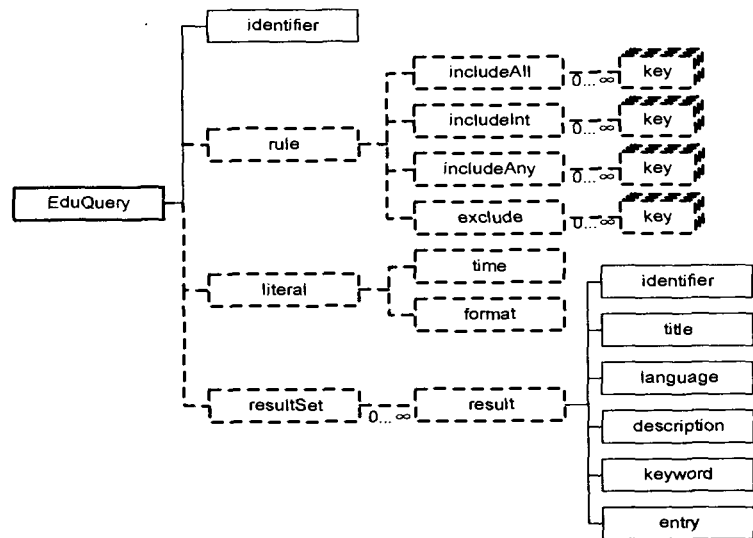 identifier
includeAll
0... ∞
key
includeInt
0... ∞
key
rule
includeAny
0... ∞
key
EduQuery
exclude
0... ∞
key
time
literal
format
identifier
title
language
resultSet
0... ∞
result
description
keyword
entry